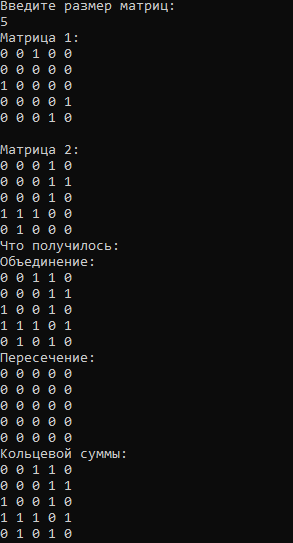 Введите размер матриц:
5
Матрица 1:
0 0 1 0 0
0 0 0 0 0
1 0 0 0 0
0 0 0 0 1
0 0 0 1 0
Матрица 2:
0 0 0 1 0
0 0 0 1 1
0 0 0 1 0
1 1 1 0 0
0 1 0 0 0
Что получилось:
Объединение:
0 0 1 1 0
0 0 0 1 1
1 0 0 1 0
1 1 1 0 1
0 1 0 1 0
Пересечение:
0 0 0 0 0
0 0 0 0 0
0 0 0 0 0
0 0 0 0 0
0 0 0 0 0
Кольцевой суммы:
0 0 1 1 0
0 0 0 1 1
1 0 0 1 0
1 1 1 0 1
0 1 0 1 0